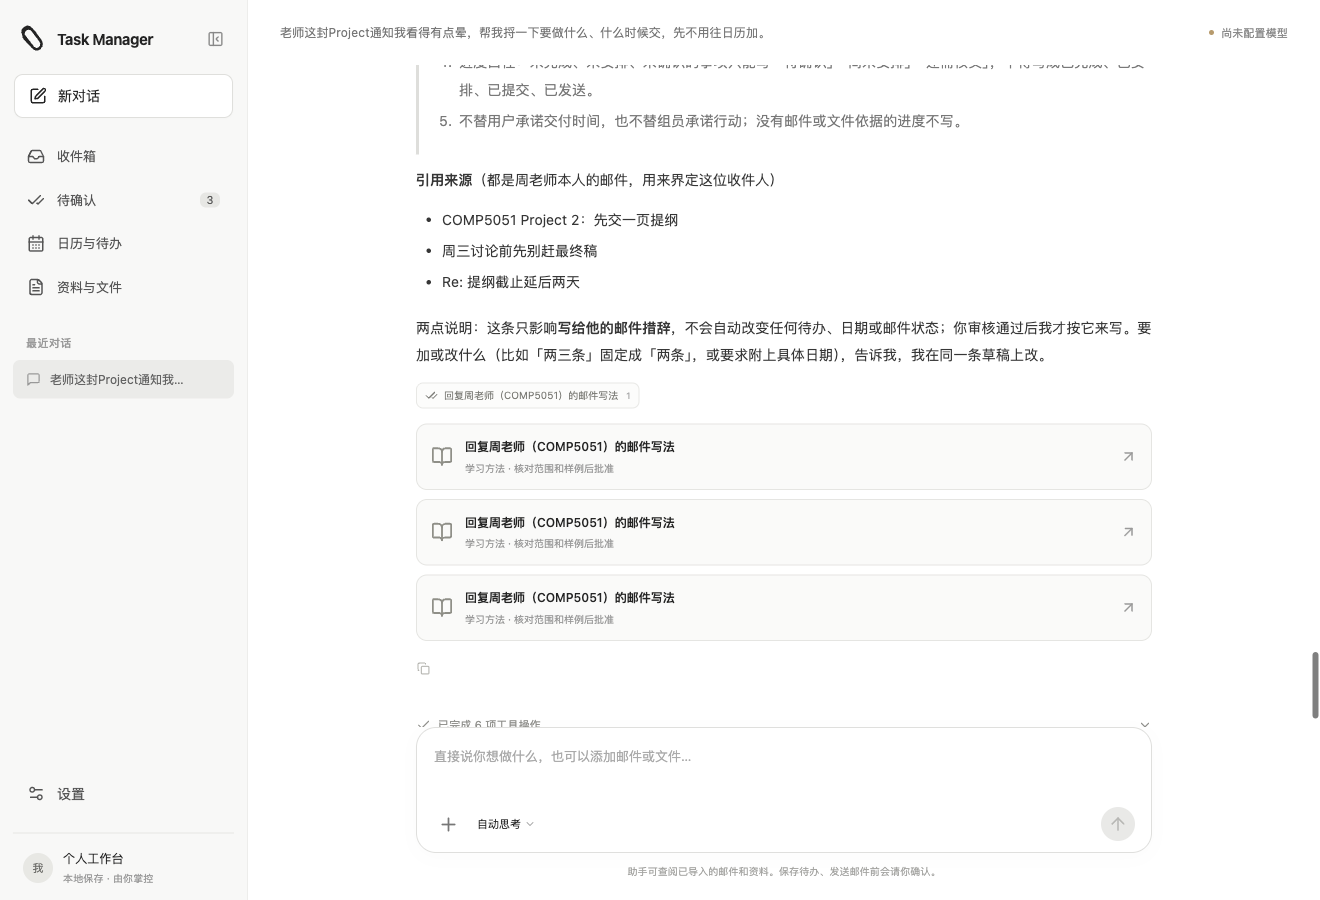 Task Manager
新对话
收件箱
待确认
3
日历与待办
资料与文件
最近对话
老师这封Project通知我...
设置
我
个人工作台
本地保存 · 由你掌控
老师这封Project通知我看得有点晕，帮我捋一下要做什么、什么时候交，先不用往日历加。
尚未配置模型
排、已提交、已发送。
5. 不替用户承诺交付时间，也不替组员承诺行动；没有邮件或文件依据的进度不写。
引用来源（都是周老师本人的邮件，用来界定这位收件人）
• COMP5051 Project 2：先交一页提纲
• 周三讨论前先别赶最终稿
• Re: 提纲截止延后两天
两点说明：这条只影响写给他的邮件措辞，不会自动改变任何待办、日期或邮件状态；你审核通过后我才按它来写。要
加或改什么（比如「两三条」固定成「两条」，或要求附上具体日期），告诉我，我在同一条草稿上改。
回复周老师（COMP5051）的邮件写法 1
回复周老师（COMP5051）的邮件写法
学习方法 · 核对范围和样例后批准
回复周老师（COMP5051）的邮件写法
学习方法 · 核对范围和样例后批准
回复周老师（COMP5051）的邮件写法
学习方法 · 核对范围和样例后批准
已完成 6 项工具操作
直接说你想做什么，也可以添加邮件或文件...
自动思考
助手可查阅已导入的邮件和资料。保存待办、发送邮件前会请你确认。